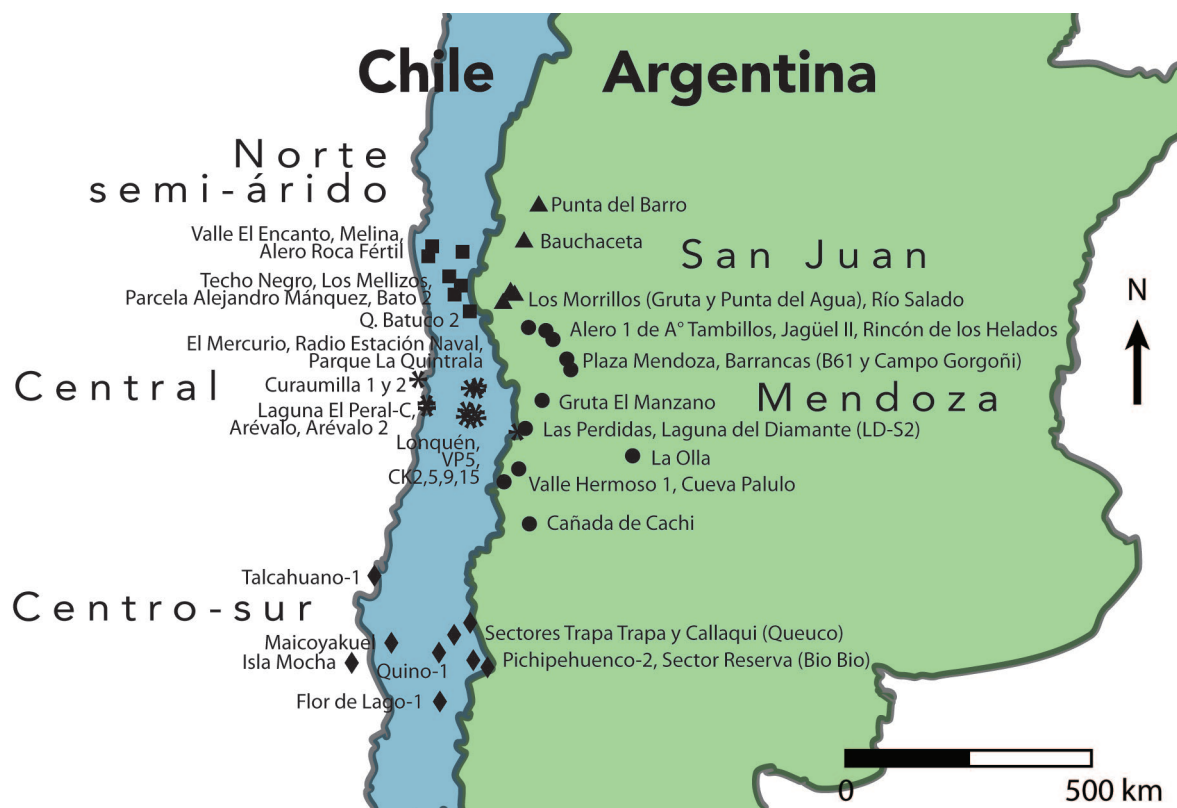 Chile
Argentina
Norte
semi-árido
Punta del Barro
Valle El Encanto, Melina,
Alero Roca Fértil
Bauchaceta
San Juan
Techo Negro, Los Mellizos,
Parcela Alejandro Mánquez, Bato 2
Los Morrillos (Gruta y Punta del Agua), Río Salado
N
Q. Batuco 2
Alero 1 de A° Tambillos, Jagüel II, Rincón de los Helados
El Mercurio, Radio Estación Naval,
Parque La Quintrala
Plaza Mendoza, Barrancas (B61 y Campo Gorgoñi)
Central
Curaumilla 1 y 2
Gruta El Manzano
Mendoza
Laguna El Peral-C,
Arévalo, Arévalo 2
Las Perdidas, Laguna del Diamante (LD-S2)
Lonquén,
VP5,
CK2,5,9,15
La Olla
Valle Hermoso 1, Cueva Palulo
Cañada de Cachi
Talcahuano-1
Centro-sur
Sectores Trapa Trapa y Callaqui (Queuco)
Maicoyakuel
Isla Mocha
Quino-1
Pichipehuenco-2, Sector Reserva (Bio Bio)
Flor de Lago-1
0
500 km